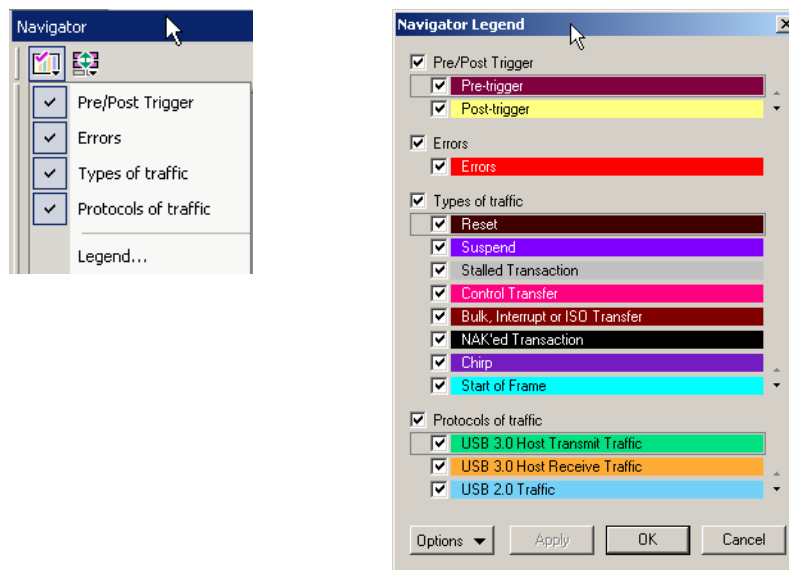 Navigator
Pre/Post Trigger
Errors
Types of traffic
Protocols of traffic
Legend...
Navigator Legend
Pre/Post Trigger
Pre-trigger
Post-trigger
Errors
Errors
Types of traffic
Reset
Suspend
Stalled Transaction
Control Transfer
Bulk, Interrupt or ISO Transfer
NAK'ed Transaction
Chirp
Start of Frame
Protocols of traffic
USB 3.0 Host Transmit Traffic
USB 3.0 Host Receive Traffic
USB 2.0 Traffic
Options Apply OK Cancel